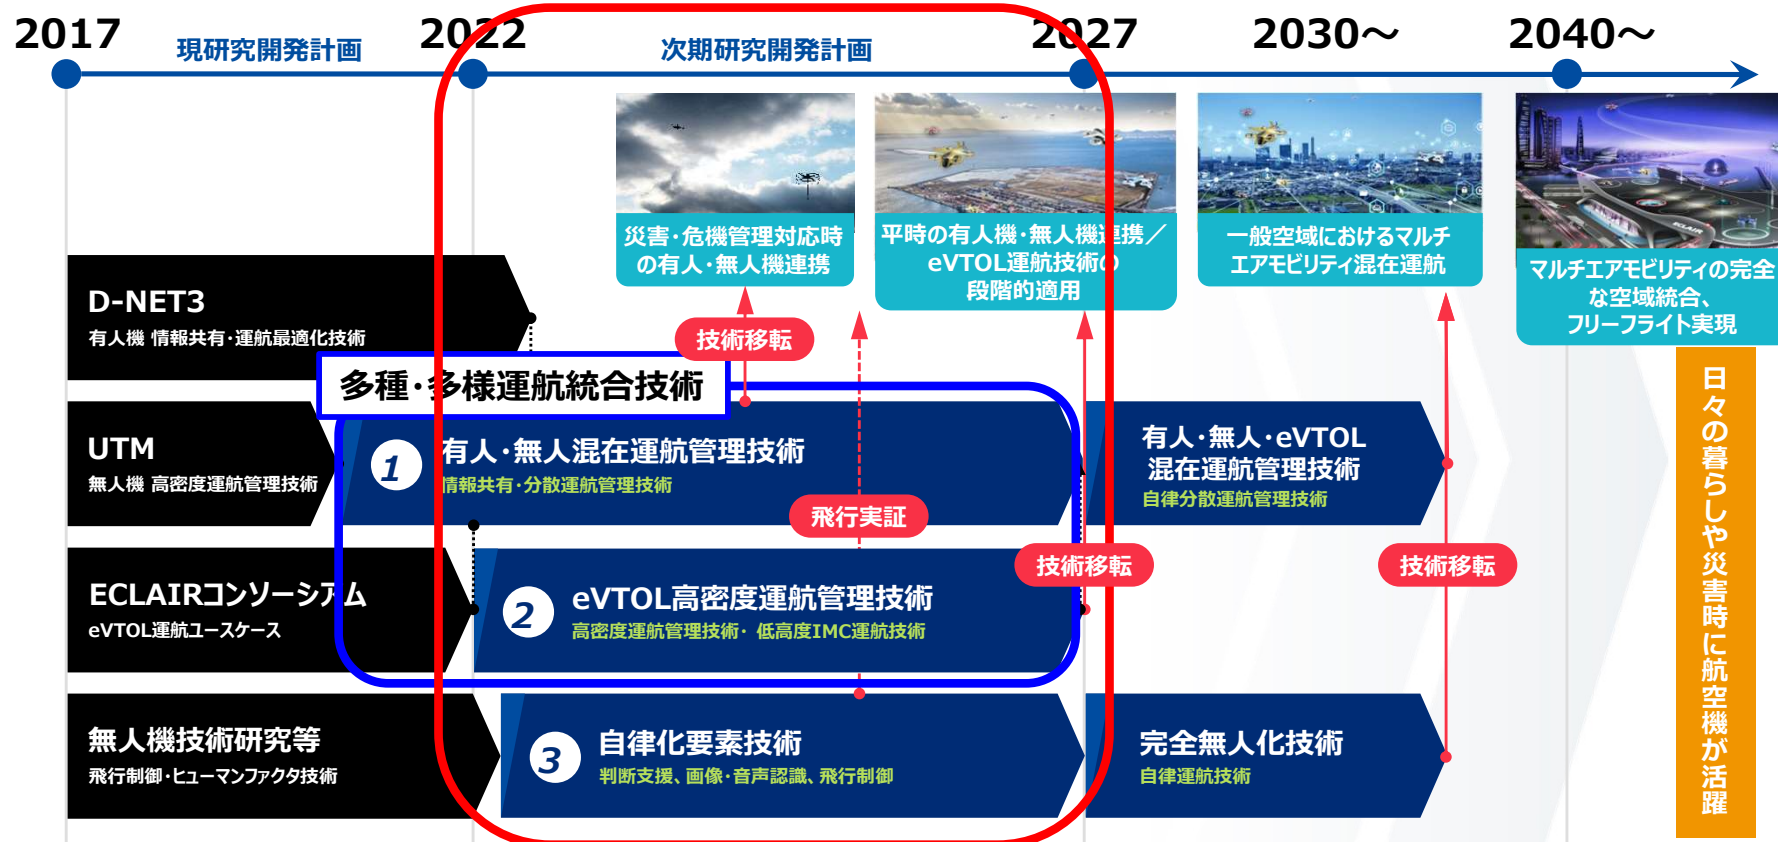 2017
2022
2027
2030～
2040～
現研究開発計画
次期研究開発計画
災害・危機管理対応時
の有人・無人機連携
平時の有人機・無人機連携／
eVTOL運航技術の
段階的適用
一般空域におけるマルチ
エアモビリティ混在運航
マルチエアモビリティの完全
な空域統合、
フリーフライト実現
D-NET3
有人機 情報共有・運航最適化技術
技術移転
多種・多様運航統合技術
UTM
無人機 高密度運航管理技術
1
有人・無人混在運航管理技術
情報共有・分散運航管理技術
有人・無人・eVTOL
混在運航管理技術
自律分散運航管理技術
飛行実証
ECLAIRコンソーシアム
eVTOL運航ユースケース
2
eVTOL高密度運航管理技術
高密度運航管理技術・ 低高度IMC運航技術
技術移転
技術移転
無人機技術研究等
飛行制御・ヒューマンファクタ技術
3
自律化要素技術
判断支援、画像・音声認識、飛行制御
完全無人化技術
自律運航技術
日々の暮らしや災害時に航空機が活躍